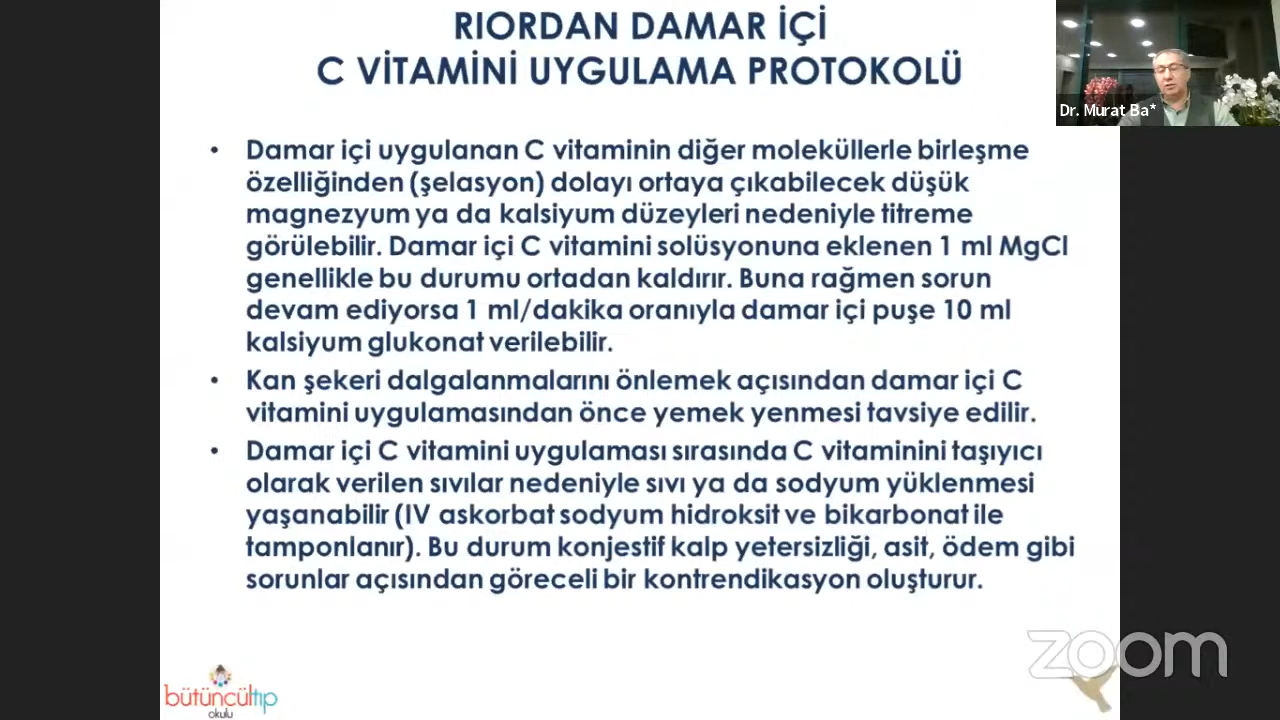 RIORDAN DAMAR İÇİ
C VİTAMİNİ UYGULAMA PROTOKOLÜ
Dr. Murat Ba*
• Damar içi uygulanan C vitaminin diğer moleküllerle birleşme
özelliğinden (şelasyon) dolayı ortaya çıkabilecek düşük
magnezyum ya da kalsiyum düzeyleri nedeniyle titreme
görülebilir. Damar içi C vitamini solüsyonuna eklenen 1 ml MgCl
genellikle bu durumu ortadan kaldırır. Buna rağmen sorun
devam ediyorsa 1 ml/dakika oranıyla damar içi puşe 10 ml
kalsiyum glukonat verilebilir.
• Kan şekeri dalgalanmalarını önlemek açısından damar içi C
vitamini uygulamasından önce yemek yenmesi tavsiye edilir.
• Damar içi C vitamini uygulaması sırasında C vitaminini taşıyıcı
olarak verilen sıvılar nedeniyle sıvı ya da sodyum yüklenmesi
yaşanabilir (IV askorbat sodyum hidroksit ve bikarbonat ile
tamponlanır). Bu durum konjestif kalp yetersizliği, asit, ödem gibi
sorunlar açısından göreceli bir kontrendikasyon oluşturur.
zoom
bütüncültıp
okulu